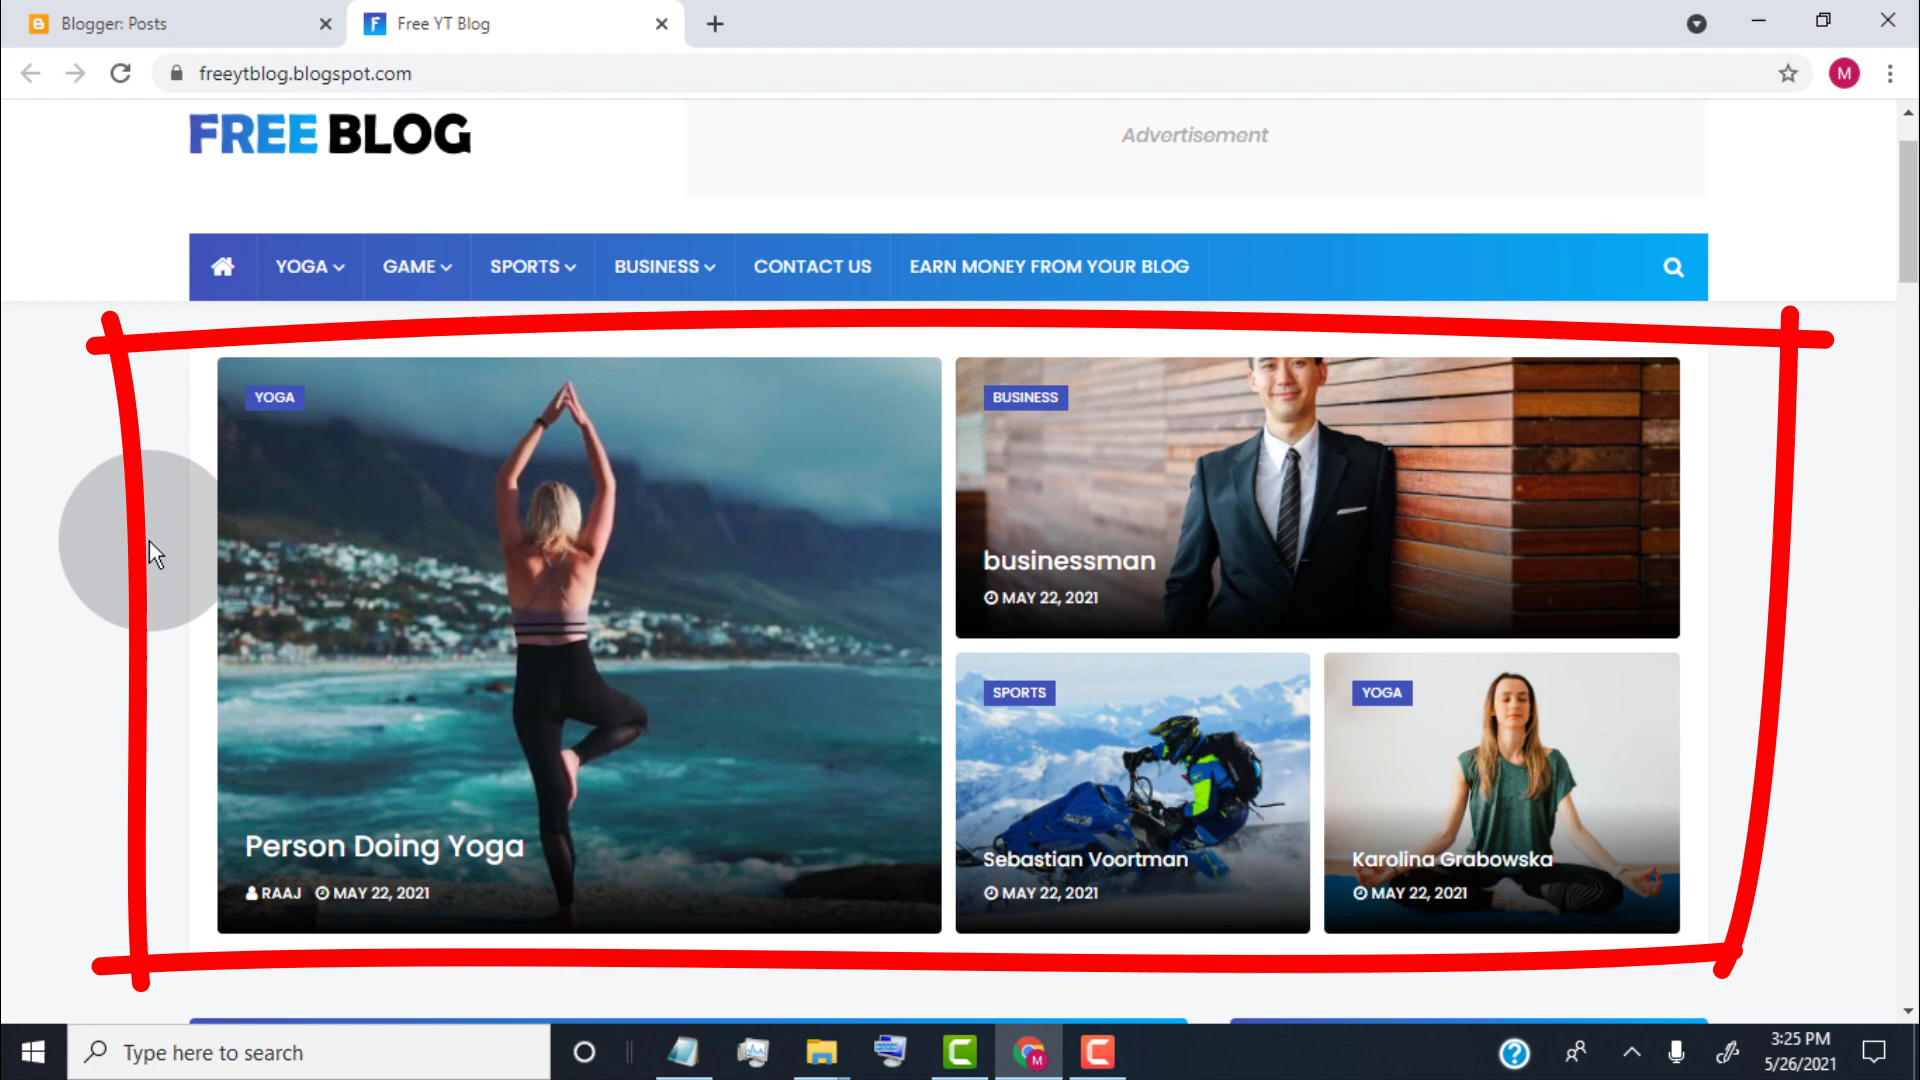 Blogger: Posts
Free YT Blog
freeytblog.blogspot.com
M
FREE BLOG
Advertisement
YOGA
GAME
SPORTS
BUSINESS
CONTACT US
EARN MONEY FROM YOUR BLOG
YOGA
Person Doing Yoga
RAAJ MAY 22, 2021
BUSINESS
businessman
MAY 22, 2021
SPORTS
Sebastian Voortman
MAY 22, 2021
YOGA
Karolina Grabowska
MAY 22, 2021
Type here to search
M
3:25 PM
5/26/2021